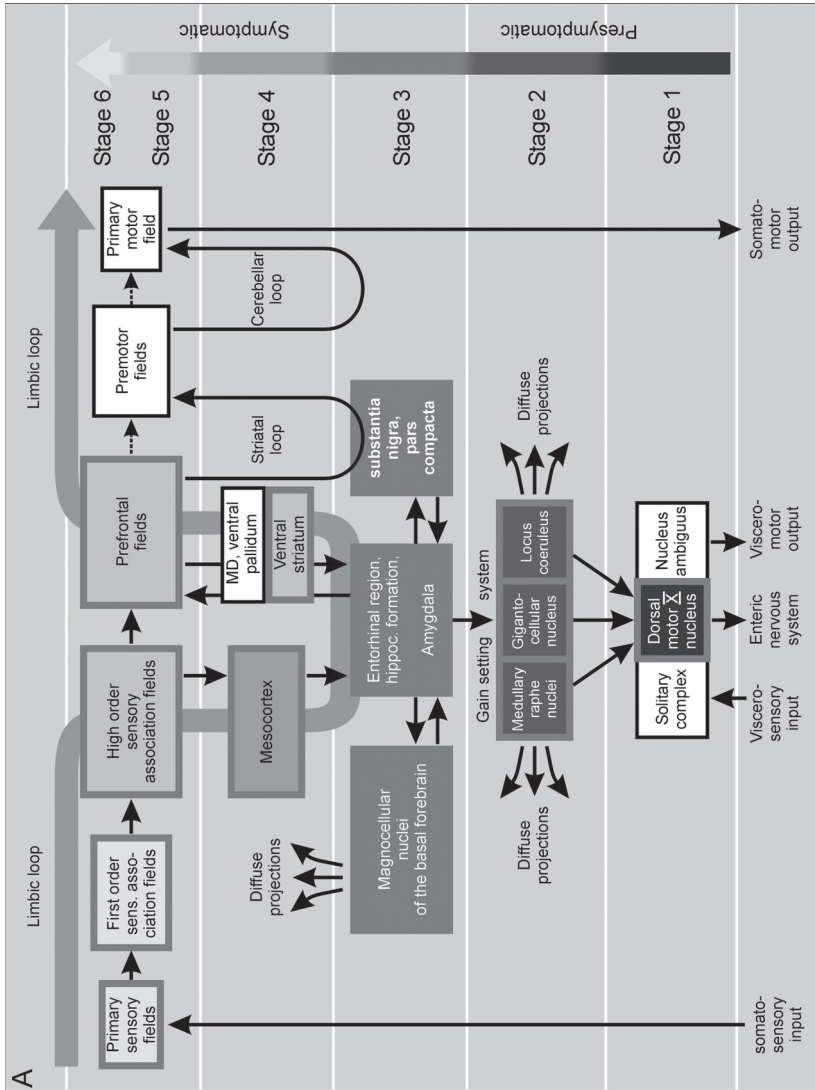 A
Limbic loop
Limbic loop
Primary
sensory
fields
First order
sens. asso-
ciation fields
High order
sensory
association fields
Prefrontal
fields
Premotor
fields
Primary
motor
field
Stage 6
Stage 5
Symptomatic
Mesocortex
MD, ventral
pallidum
Ventral
striatum
Striatal
loop
Cerebellar
loop
Stage 4
Diffuse
projections
Magnocellular
nuclei
of the basal forebrain
Entorhinal region,
hippoc. formation,
Amygdala
substantia
nigra,
pars
compacta
Stage 3
Gain setting system
Diffuse
projections
Medullary
raphe
nuclei
Giganto-
cellular
nucleus
Locus
coeruleus
Diffuse
projections
Stage 2
Presymptomatic
Solitary
complex
Dorsal
motor X
nucleus
Nucleus
ambiguus
Stage 1
somato-
sensory
input
Viscero-
sensory
input
Enteric
nervous
system
Viscero-
motor
output
Somato-
motor
output